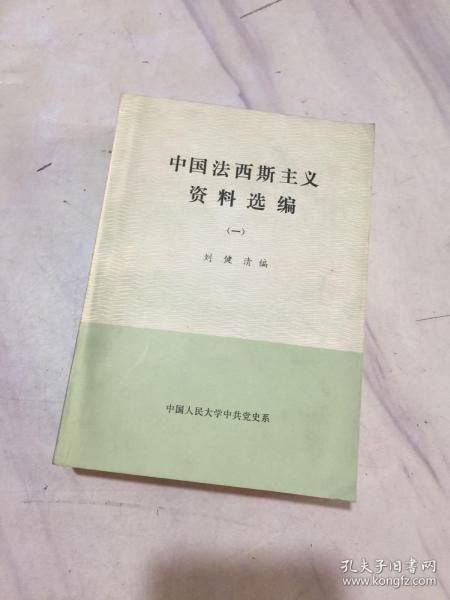 中国法西斯主义
资料选编
（一）
刘健清编
中国人民大学中共党史系
孔夫子旧书网
www.kongfz.com